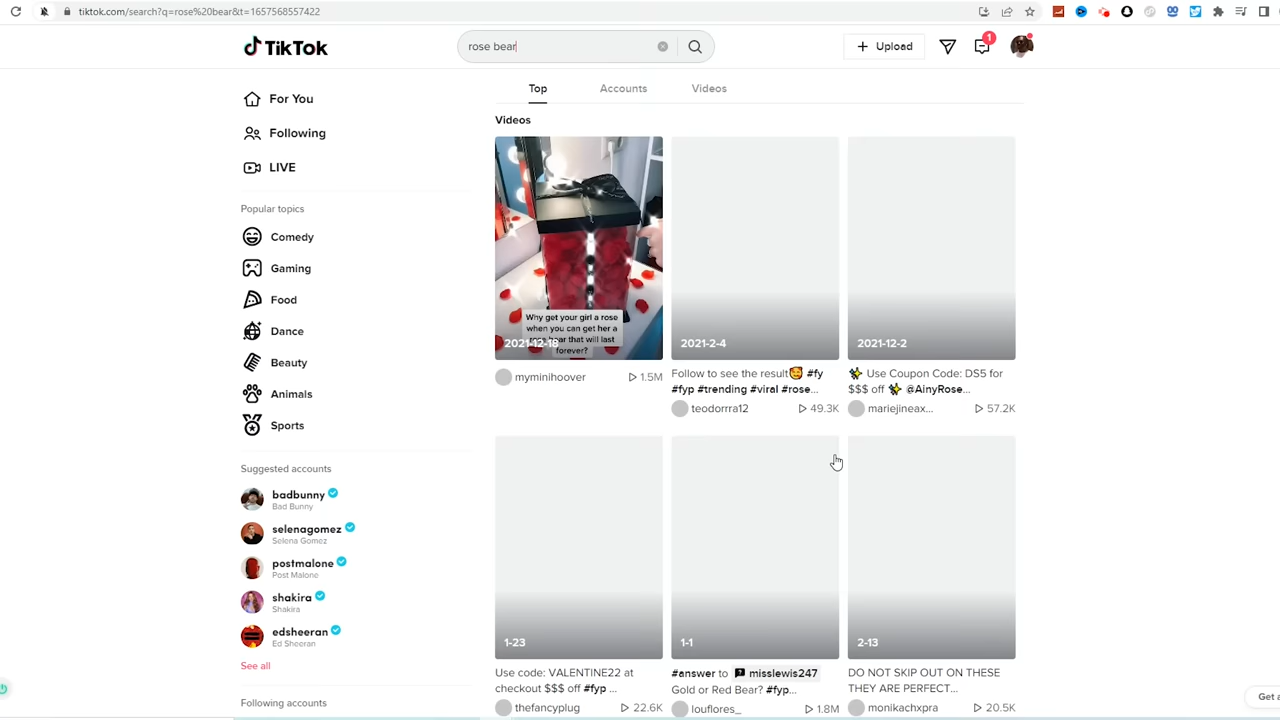 tiktok.com/search?q=rose%20bear&t=1657568557422
TikTok
rose bear
Upload
1
For You
Following
LIVE
Popular topics
Comedy
Gaming
Food
Dance
Beauty
Animals
Sports
Suggested accounts
badbunny
Bad Bunny
selenagomez
Selena Gomez
postmalone
Post Malone
shakira
Shakira
edsheeran
Ed Sheeran
See all
Following accounts
Top Accounts Videos
Videos
Why get your girl a rose
when you can get her a
bear that will last
forever?
2021-12-18
myminihoover 1.5M
2021-2-4
Follow to see the result🥰 #fy
#fyp #trending #viral #rose...
teodorrra12 49.3K
2021-12-2
✨ Use Coupon Code: DS5 for
$$$ off ✨ @AinyRose...
mariejineax... 57.2K
1-23
Use code: VALENTINE22 at
checkout $$$ off #fyp ...
thefancyplug 22.6K
1-1
#answer to misslewis247
Gold or Red Bear? #fyp...
louflores_ 1.8M
2-13
DO NOT SKIP OUT ON THESE
THEY ARE PERFECT...
monikachxpra 20.5K
Get a